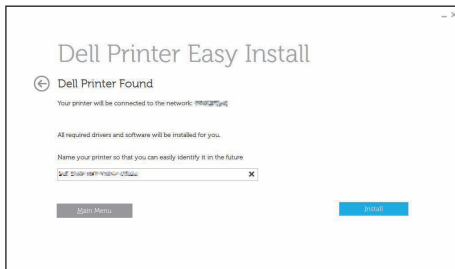 Dell Printer Easy Install
Dell Printer Found
Your printer will be connected to the network:
All required drivers and software will be installed for you.
Name your printer so that you can easily identify it in the future
Main Menu
Install